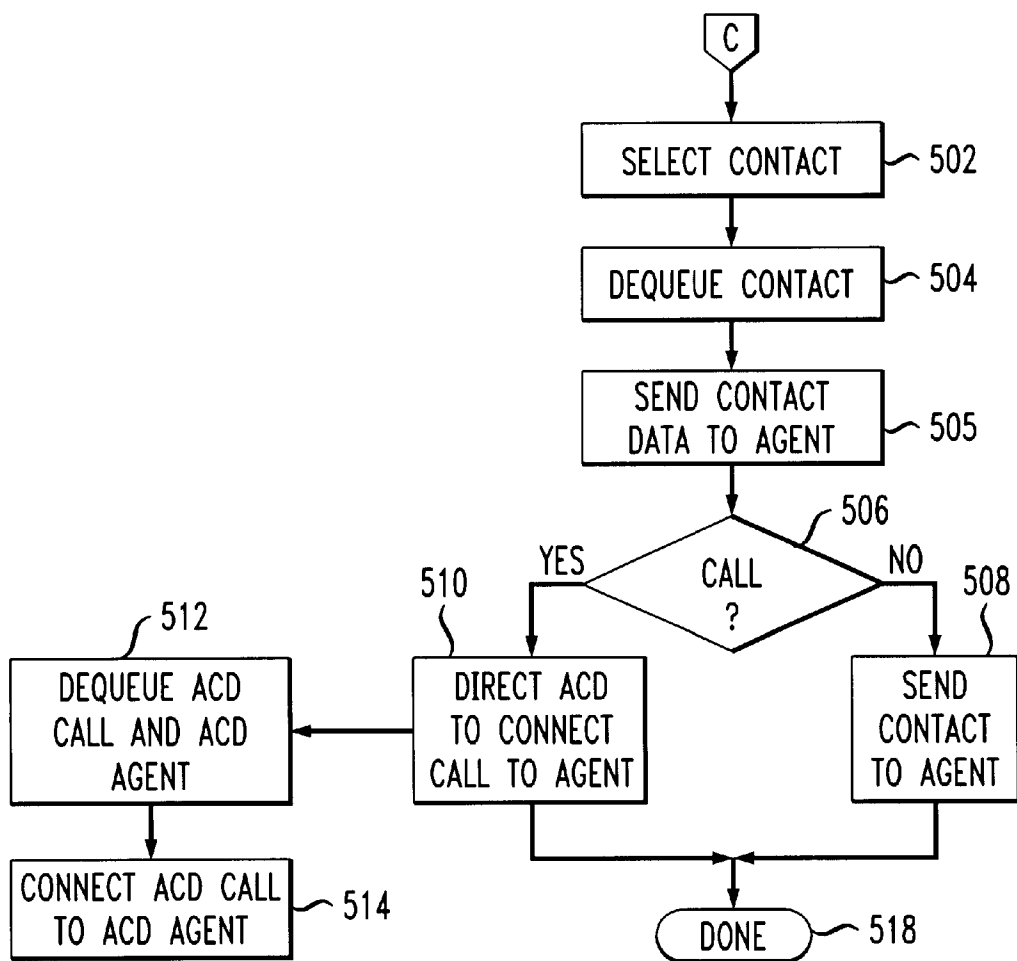 C
SELECT CONTACT
502
DEQUEUE CONTACT
504
SEND CONTACT
DATA TO AGENT
505
506
CALL
?
YES
NO
510
508
512
DEQUEUE ACD
CALL AND ACD
AGENT
DIRECT ACD
TO CONNECT
CALL TO AGENT
SEND
CONTACT
TO AGENT
CONNECT ACD CALL
TO ACD AGENT
514
DONE
518